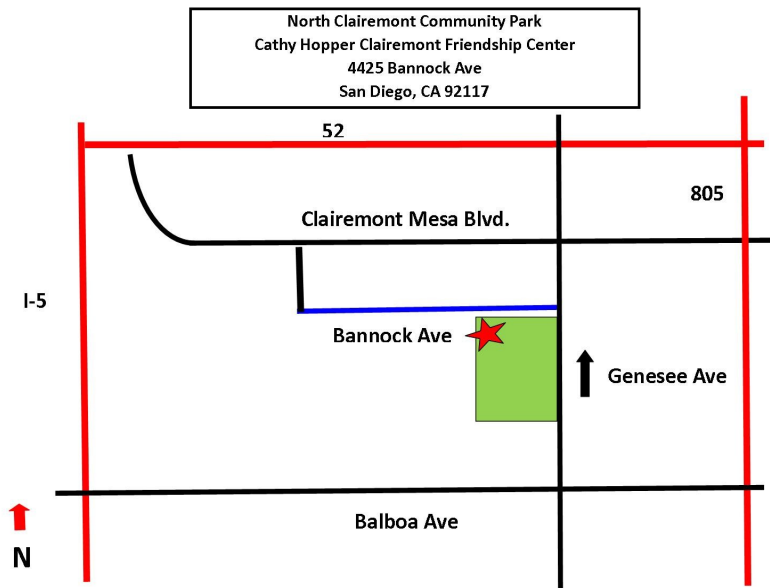 North Clairemont Community Park
Cathy Hopper Clairemont Friendship Center
4425 Bannock Ave
San Diego, CA 92117
52
805
Clairemont Mesa Blvd.
I-5
Bannock Ave
Genesee Ave
Balboa Ave
N